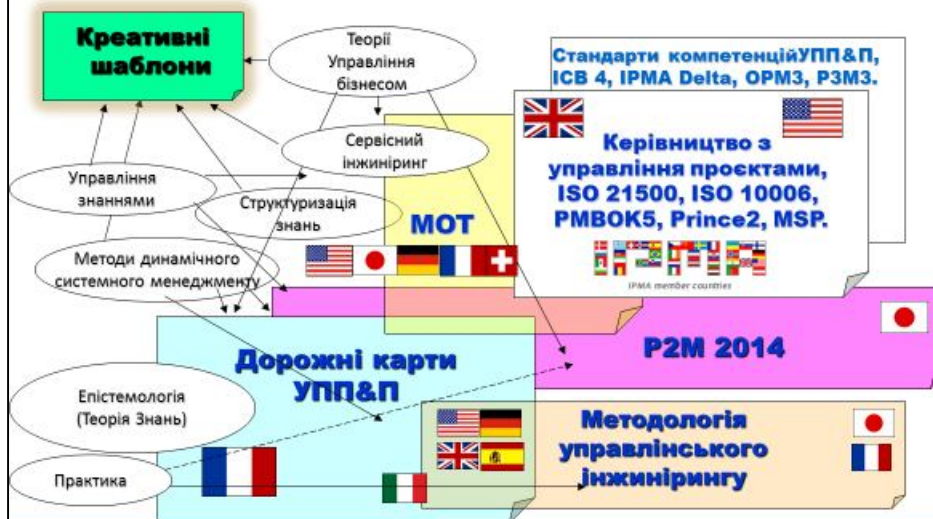 Креативні
шаблони
Теорії
Управління
бізнесом
Стандарти компетенційУПП&П,
ICB 4, IPMA Delta, OPM3, P3M3.
Керівництво з
управління проєктами,
ISO 21500, ISO 10006,
PMBOK5, Prince2, MSP.
IPMA
IPMA member countries
Сервісний
інжиніринг
Управління
знаннями
Структуризація
знань
МОТ
Методи динамічного
системного менеджменту
P2M 2014
Дорожні карти
УПП&П
Епістемологія
(Теорія Знань)
Методологія
управлінського
інжинірингу
Практика